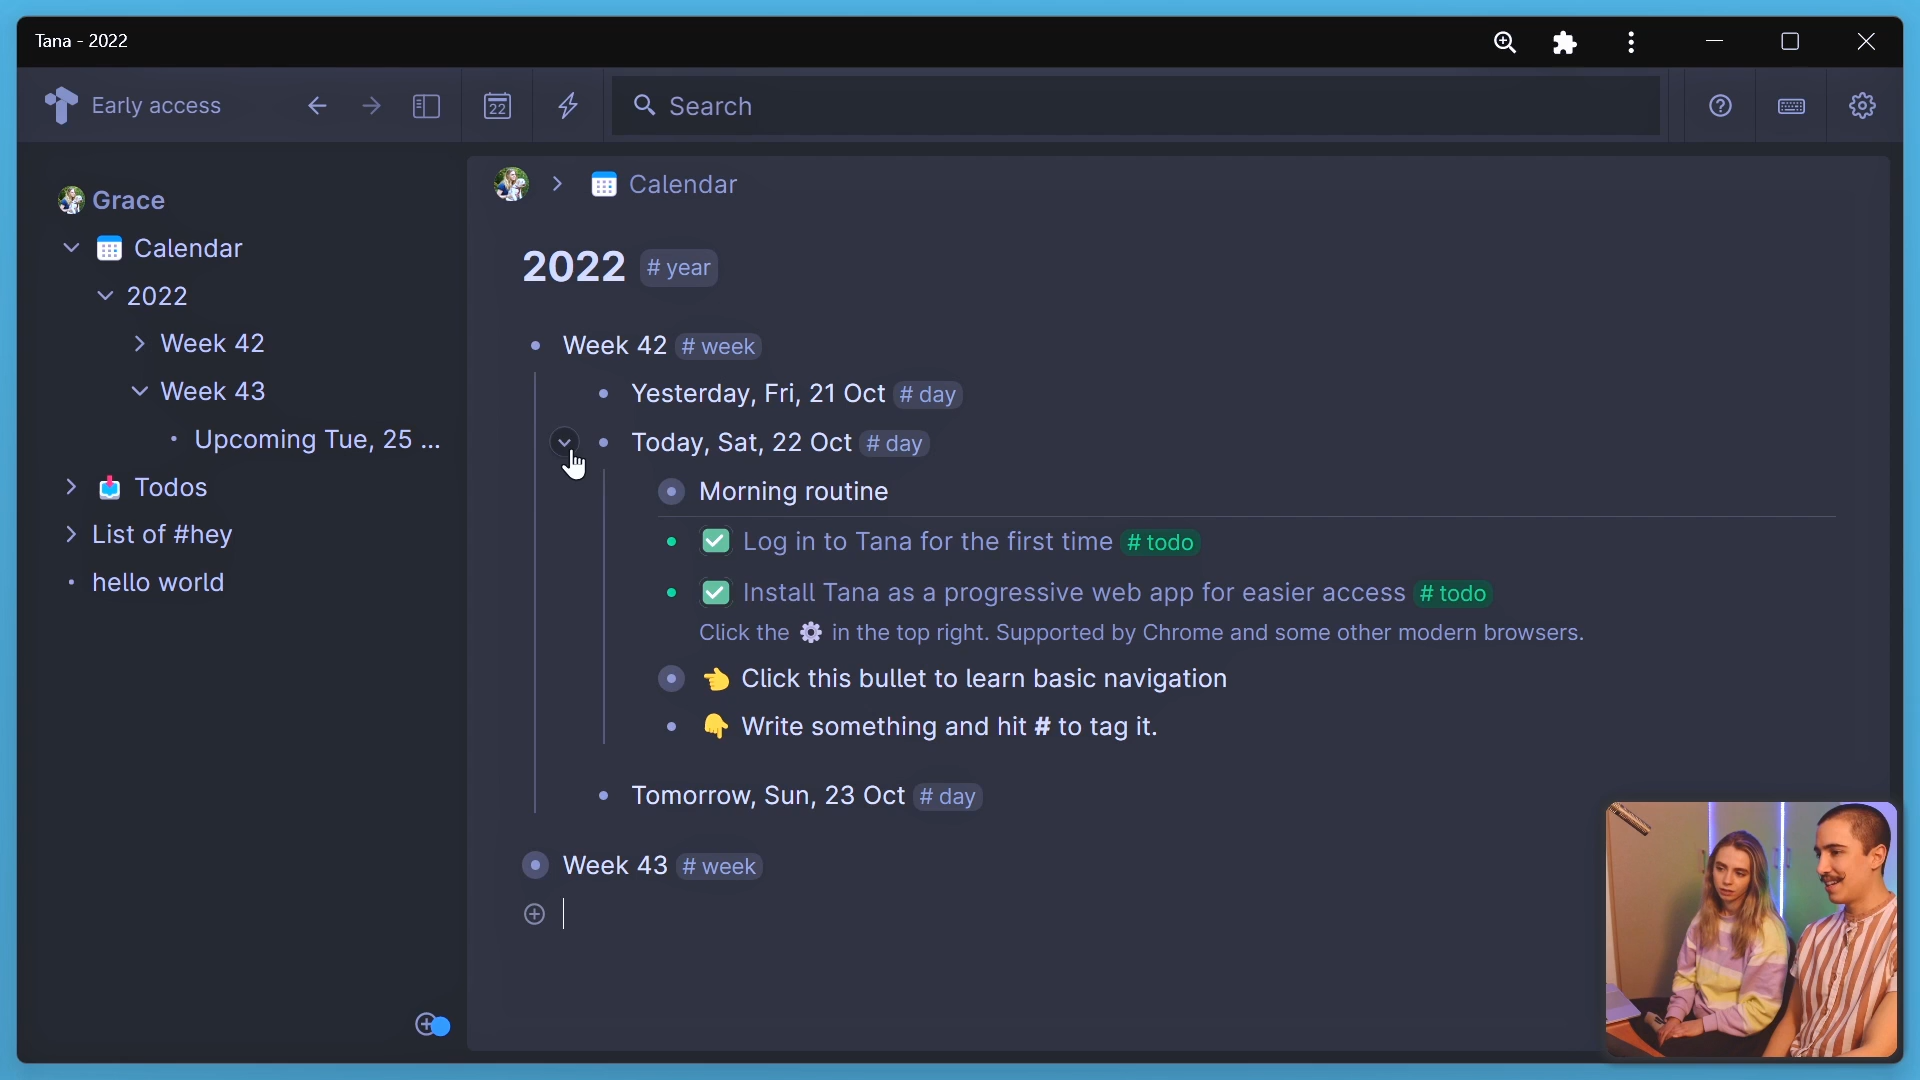 Tana - 2022
Early access
22
Search
Grace
Calendar
2022
Week 42
Week 43
Upcoming Tue, 25 ...
Todos
List of #hey
hello world
Calendar
2022 # year
Week 42 # week
Yesterday, Fri, 21 Oct # day
Today, Sat, 22 Oct # day
Morning routine
Log in to Tana for the first time # todo
Install Tana as a progressive web app for easier access # todo
Click the ⚙ in the top right. Supported by Chrome and some other modern browsers.
👈 Click this bullet to learn basic navigation
👇 Write something and hit # to tag it.
Tomorrow, Sun, 23 Oct # day
Week 43 # week